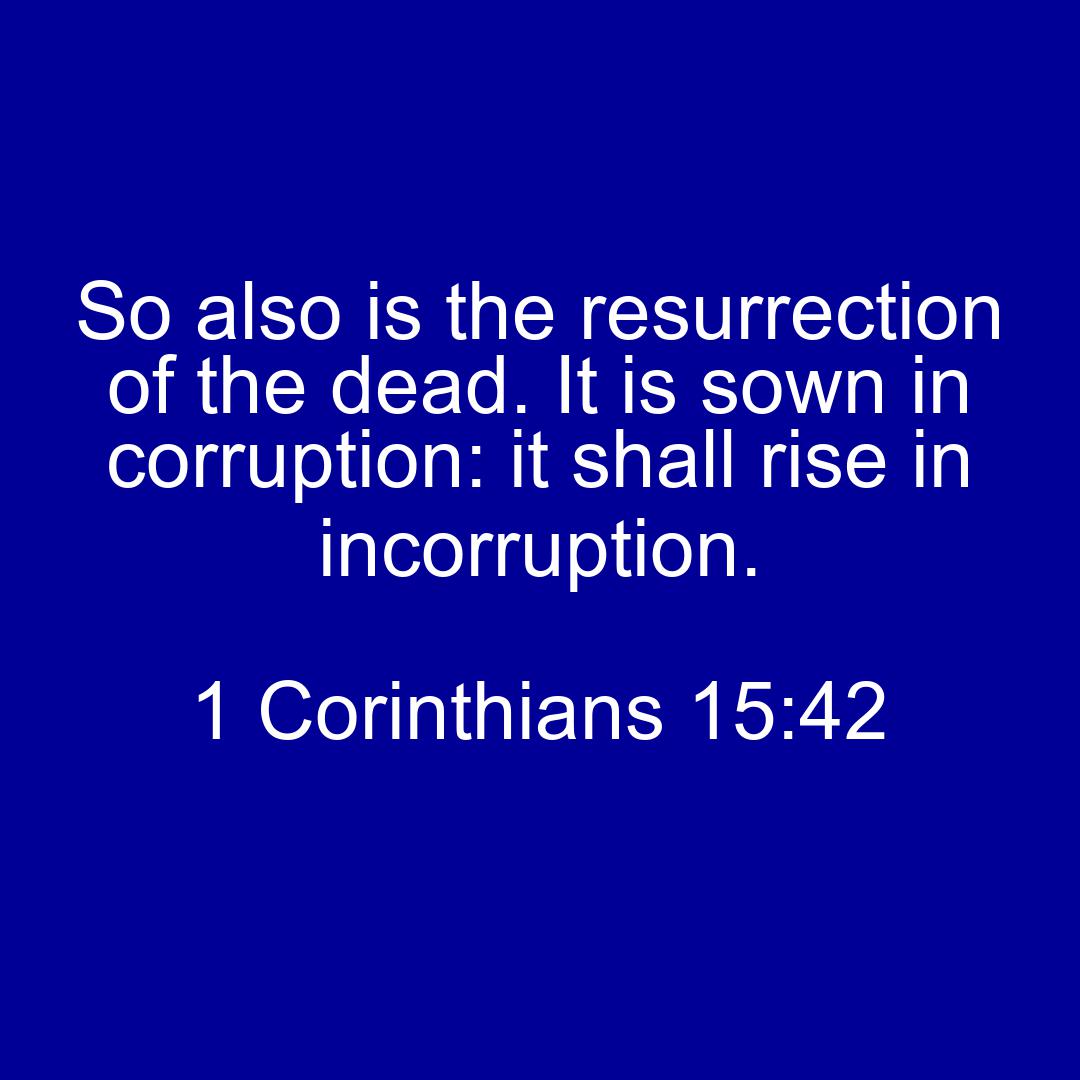 So also is the resurrection
of the dead. It is sown in
corruption: it shall rise in
incorruption.
1 Corinthians 15:42